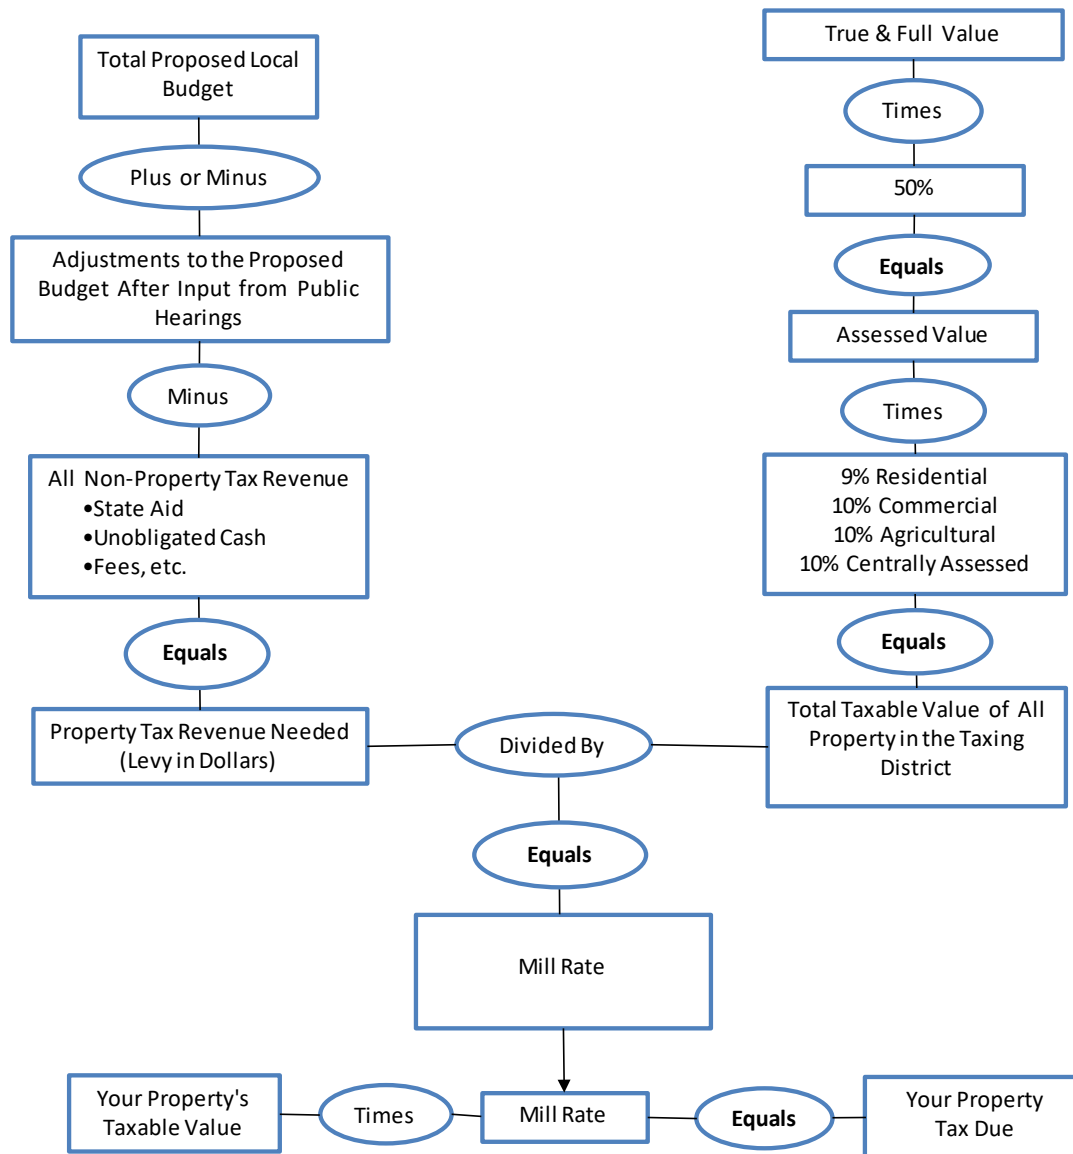 Total Proposed Local
Budget
Plus or Minus
Adjustments to the Proposed
Budget After Input from Public
Hearings
Minus
All Non-Property Tax Revenue
•State Aid
•Unobligated Cash
•Fees, etc.
Equals
Property Tax Revenue Needed
(Levy in Dollars)
True & Full Value
Times
50%
Equals
Assessed Value
Times
9% Residential
10% Commercial
10% Agricultural
10% Centrally Assessed
Equals
Total Taxable Value of All
Property in the Taxing
District
Divided By
Equals
Mill Rate
Your Property's
Taxable Value
Times
Mill Rate
Equals
Your Property
Tax Due